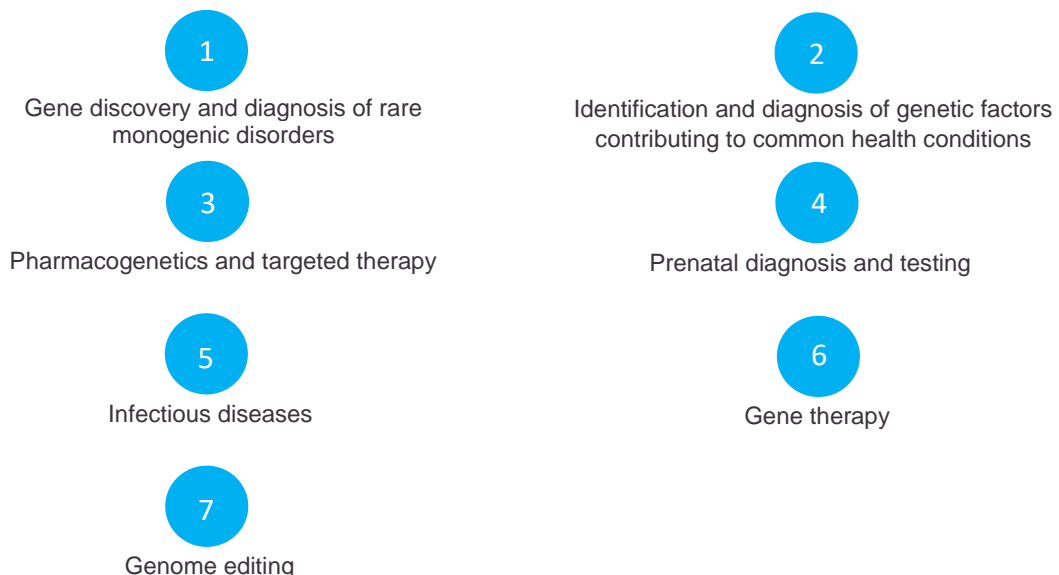 1
Gene discovery and diagnosis of rare
monogenic disorders
2
Identification and diagnosis of genetic factors
contributing to common health conditions
3
Pharmacogenetics and targeted therapy
4
Prenatal diagnosis and testing
5
Infectious diseases
6
Gene therapy
7
Genome editing